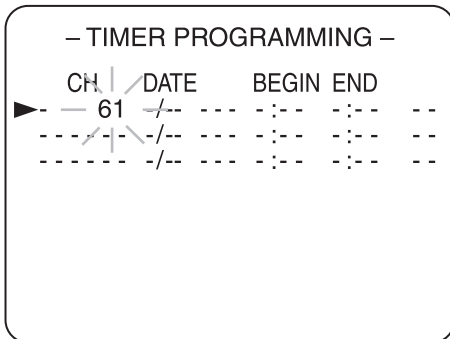 – TIMER PROGRAMMING –
CH DATE BEGIN END
- 61 -/-- --- -:-- -:-- --
- - - - - - -/-- --- -:-- -:-- --
- - - - - - -/-- --- -:-- -:-- --